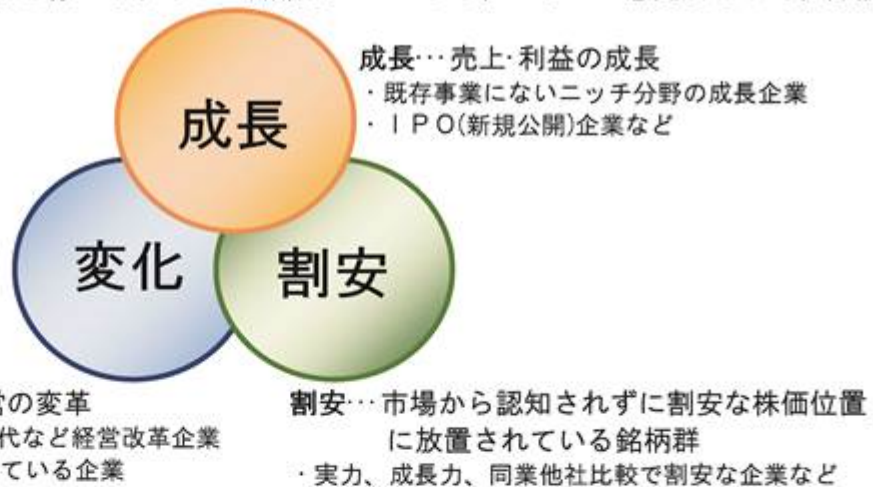 成長…売上・利益の成長
・既存事業にないニッチ分野の成長企業
・ＩＰＯ(新規公開)企業など
成長
変化
割安
営の変革
代など経営改革企業
ている企業
割安…市場から認知されずに割安な株価位置
に放置されている銘柄群
・実力、成長力、同業他社比較で割安な企業など